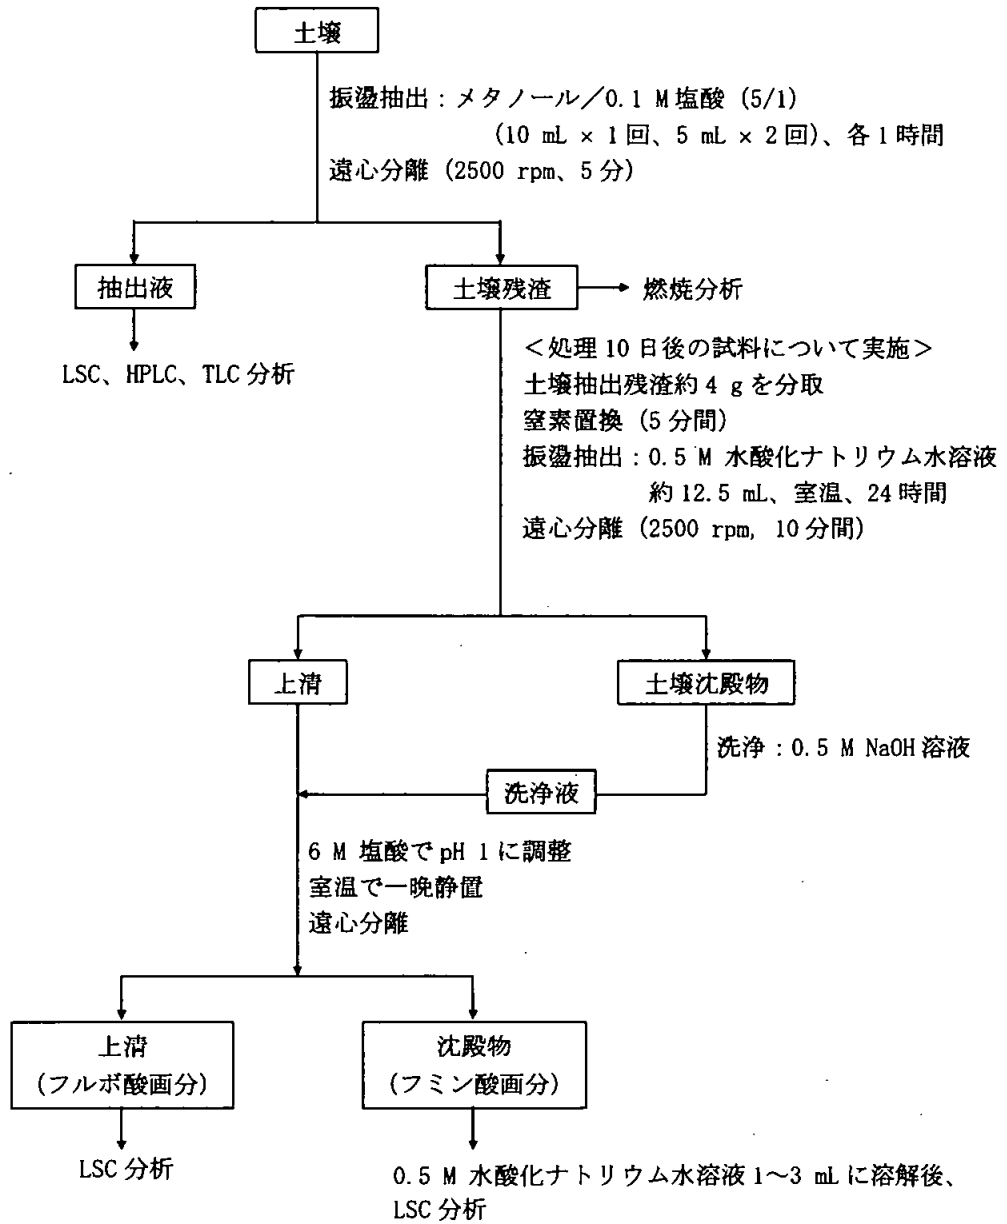 土壌
振盪抽出：メタノール／0.1 M 塩酸 (5/1)
(10 mL × 1 回、5 mL × 2 回)、各 1 時間
遠心分離 (2500 rpm、5 分)
抽出液
土壌残渣
燃焼分析
LSC、HPLC、TLC 分析
＜処理 10 日後の試料について実施＞
土壌抽出残渣約 4 g を分取
窒素置換 (5 分間)
振盪抽出：0.5 M 水酸化ナトリウム水溶液
約 12.5 mL、室温、24 時間
遠心分離 (2500 rpm, 10 分間)
上清
土壌沈殿物
洗浄：0.5 M NaOH 溶液
洗浄液
6 M 塩酸で pH 1 に調整
室温で一晩静置
遠心分離
上清
(フルボ酸画分)
沈殿物
(フミン酸画分)
LSC 分析
0.5 M 水酸化ナトリウム水溶液 1～3 mL に溶解後、
LSC 分析